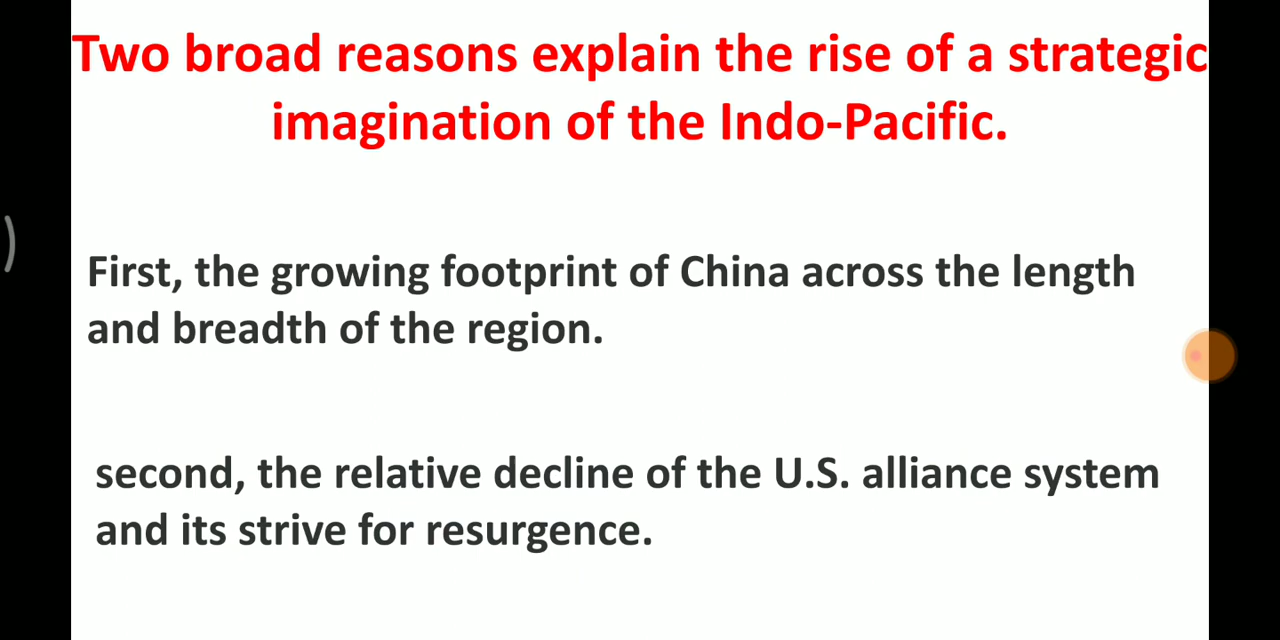 Two broad reasons explain the rise of a strategic
imagination of the Indo-Pacific.
First, the growing footprint of China across the length
and breadth of the region.
second, the relative decline of the U.S. alliance system
and its strive for resurgence.